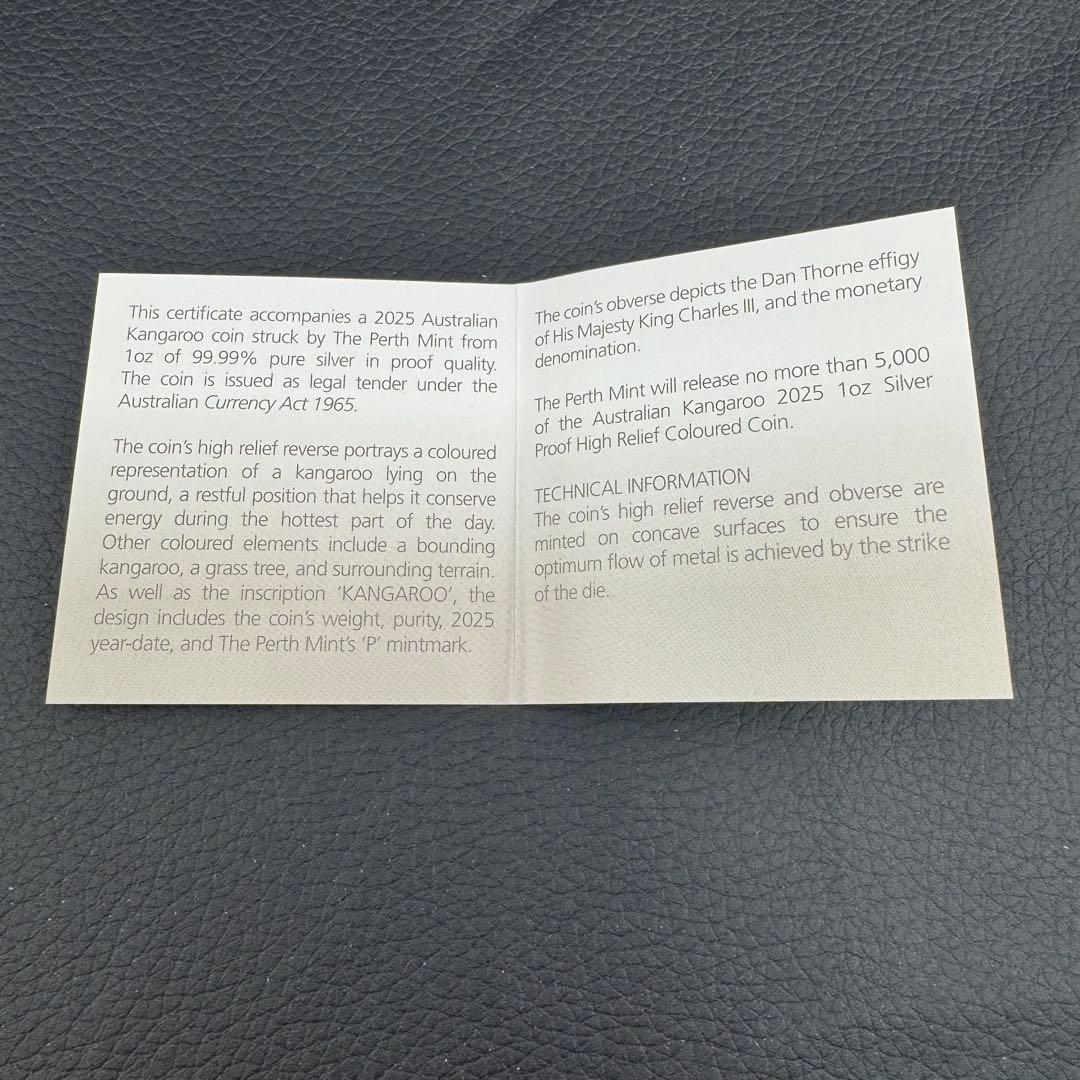 This certificate accompanies a 2025 Australian
Kangaroo coin struck by The Perth Mint from
1oz of 99.99% pure silver in proof quality.
The coin is issued as legal tender under the
Australian Currency Act 1965.
The coin's high relief reverse portrays a coloured
representation of a kangaroo lying on the
ground, a restful position that helps it conserve
energy during the hottest part of the day.
Other coloured elements include a bounding
kangaroo, a grass tree, and surrounding terrain.
As well as the inscription 'KANGAROO', the
design includes the coin's weight, purity, 2025
year-date, and The Perth Mint's 'P' mintmark.
The coin's obverse depicts the Dan Thorne effigy
of His Majesty King Charles III, and the monetary
denomination.
The Perth Mint will release no more than 5,000
of the Australian Kangaroo 2025 1oz Silver
Proof High Relief Coloured Coin.
TECHNICAL INFORMATION
The coin's high relief reverse and obverse are
minted on concave surfaces to ensure the
optimum flow of metal is achieved by the strike
of the die.